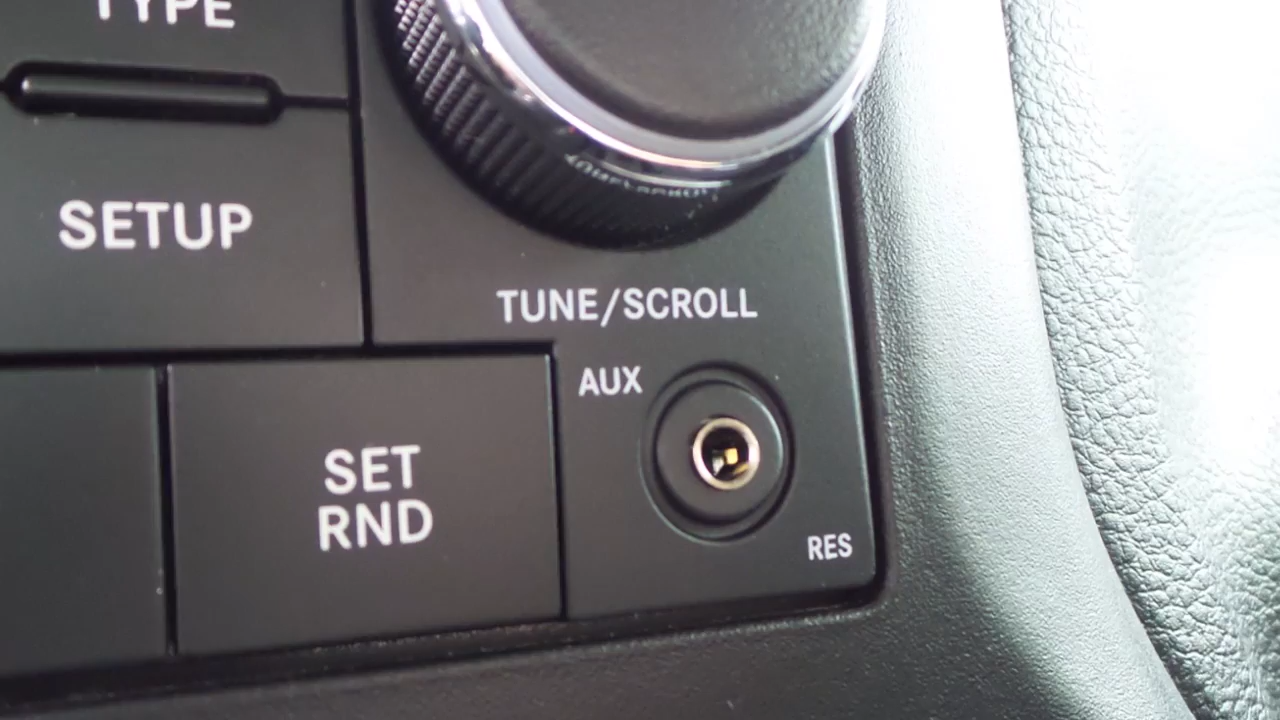 TYPE
SETUP
TUNE/SCROLL
AUX
SET
RND
RES